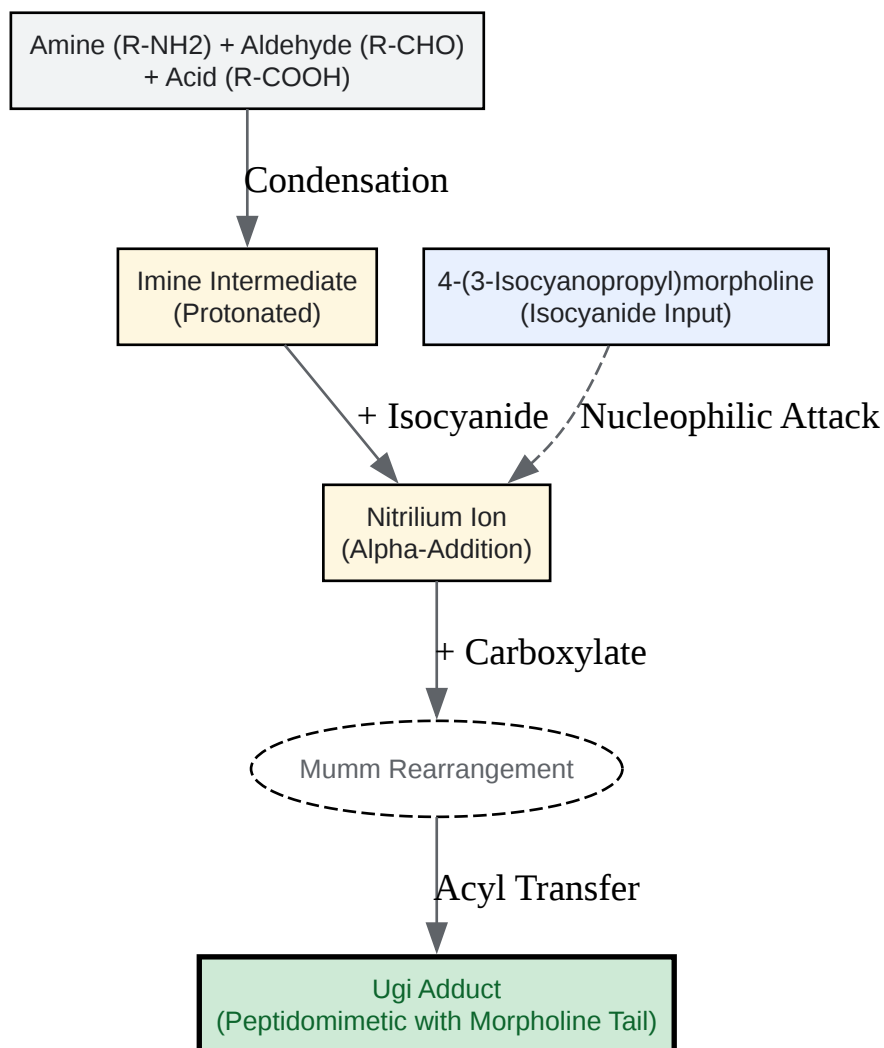 Amine (R-NH2) + Aldehyde (R-CHO)
+ Acid (R-COOH)
Condensation
Imine Intermediate
(Protonated)
4-(3-Isocyanopropyl)morpholine
(Isocyanide Input)
+ Isocyanide
Nucleophilic Attack
Nitrilium Ion
(Alpha-Addition)
+ Carboxylate
Mumm Rearrangement
Acyl Transfer
Ugi Adduct
(Peptidomimetic with Morpholine Tail)